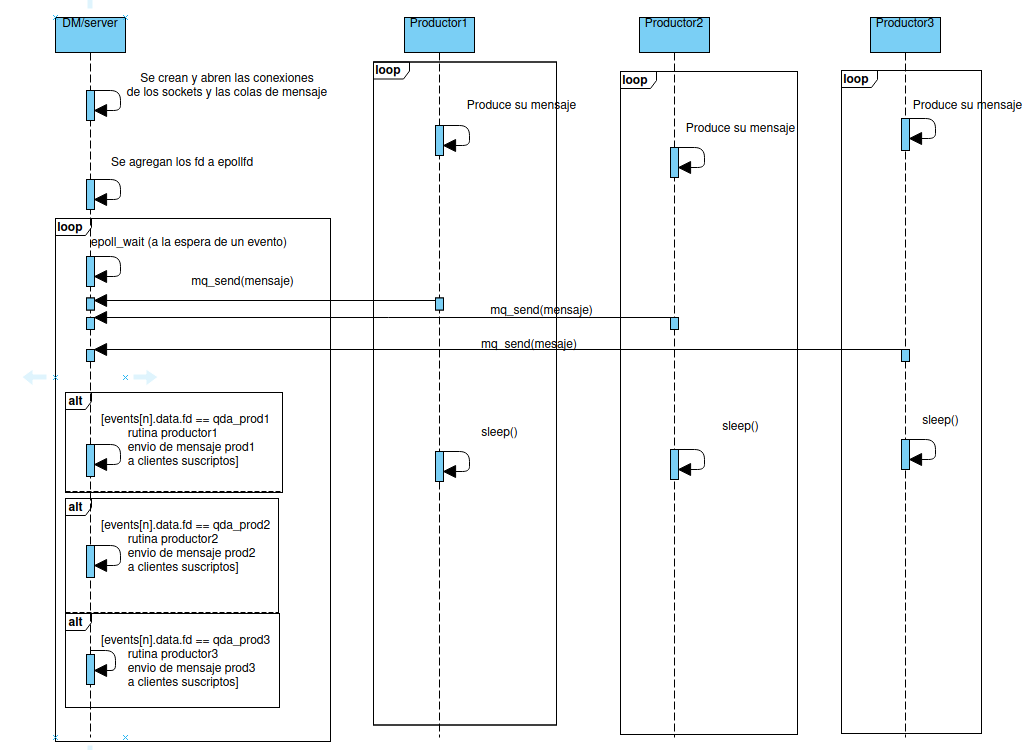 DM/server
Productor1
Productor2
Productor3
loop
loop
loop
Se crean y abren las conexiones
de los sockets y las colas de mensaje
Produce su mensaje
Produce su mensaje
Produce su mensaje
Se agregan los fd a epollfd
loop
epoll_wait (a la espera de un evento)
mq_send(mensaje)
mq_send(mensaje)
mq_send(mesaje)
alt
[events[n].data.fd == qda_prod1
rutina productor1
envio de mensaje prod1
a clientes suscriptos]
sleep()
sleep()
sleep()
alt
[events[n].data.fd == qda_prod2
rutina productor2
envio de mensaje prod2
a clientes suscriptos]
alt
[events[n].data.fd == qda_prod3
rutina productor3
envio de mensaje prod3
a clientes suscriptos]